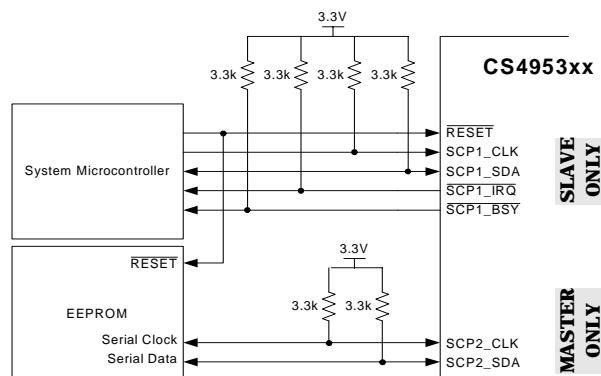 3.3V
CS4953xx
3.3k
3.3k
3.3k
3.3k
System Microcontroller
RESET
SCP1_CLK
SCP1_SDA
SCP1_IRQ
SCP1_BSY
SLAVE
ONLY
RESET
3.3V
EEPROM
3.3k
3.3k
Serial Clock
Serial Data
SCP2_CLK
SCP2_SDA
MASTER
ONLY